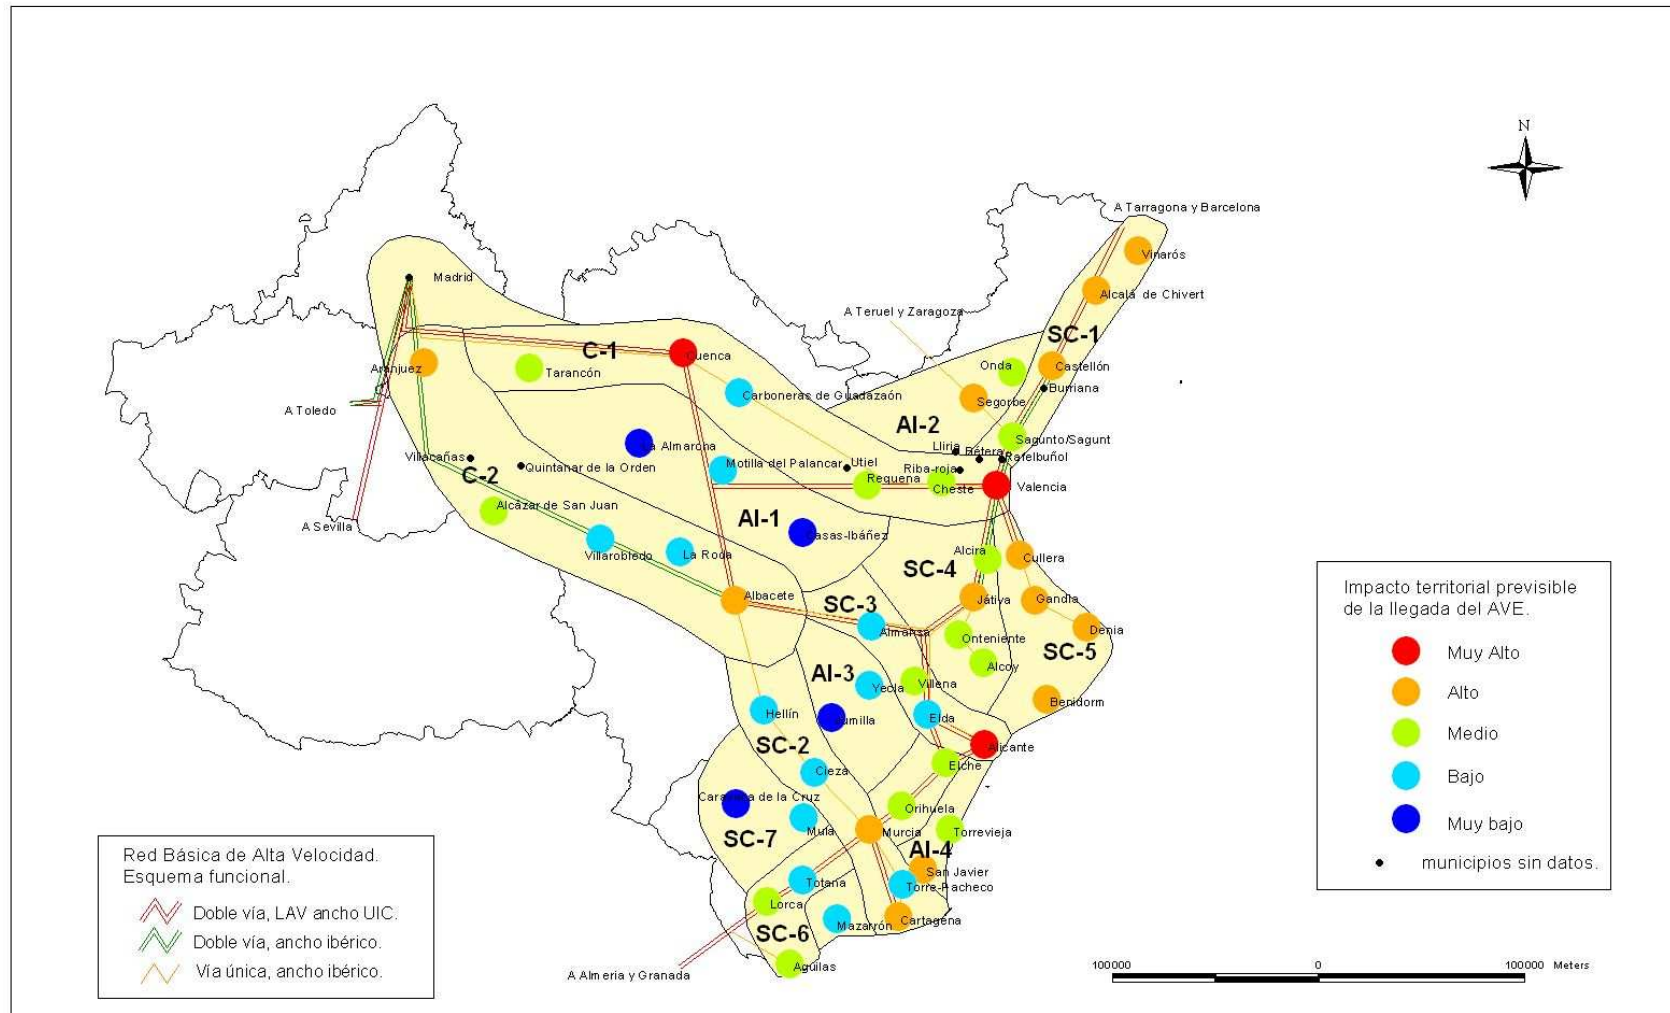 N
A Tarragona y Barcelona
Vinarós
Madrid
Alcalá de Chivert
A Teruel y Zaragoza
SC-1
C-1
Cuenca
Onda
Castellón
Aranjuez
Tarancón
Burriana
Carboneras de Guadazaón
Segorbe
A Toledo
AI-2
Sagunto/Sagunt
Lliria
Bétera
La Almarcha
Villacañas
Quintanar de la Orden
Motilla del Palancar
Utiel
Riba-roja
Rafelbuñol
C-2
Requena
Cheste
Valencia
Alcázar de San Juan
A Sevilla
AI-1
Casas-Ibáñez
Villarobledo
La Roda
Alcira
Cullera
SC-4
Albacete
SC-3
Játiva
Gandía
Almansa
Onteniente
Denia
SC-5
Alcoy
AI-3
Yecla
Villena
Benidorm
Hellín
Jumilla
Elda
SC-2
Alicante
Cieza
Elche
Caravaca de la Cruz
Orihuela
SC-7
Mula
Murcia
Torrevieja
AI-4
San Javier
Totana
Torre-Pacheco
Lorca
Mazarrón
Cartagena
SC-6
Aguilas
A Almeria y Granada
Impacto territorial previsible
de la llegada del AVE.
Muy Alto
Alto
Medio
Bajo
Muy bajo
municipios sin datos.
Red Básica de Alta Velocidad.
Esquema funcional.
Doble vía, LAV ancho UIC.
Doble vía, ancho ibérico.
Vía única, ancho ibérico.
100000 0 100000 Meters